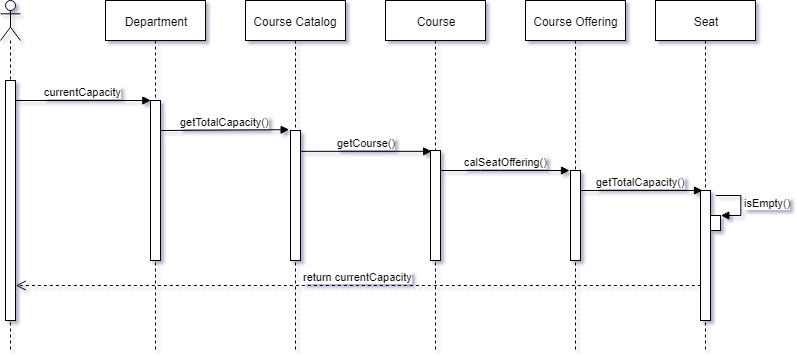 Department
Course Catalog
Course
Course Offering
Seat
currentCapacity
getTotalCapacity()
getCourse()
calSeatOffering()
getTotalCapacity()
isEmpty()
return currentCapacity